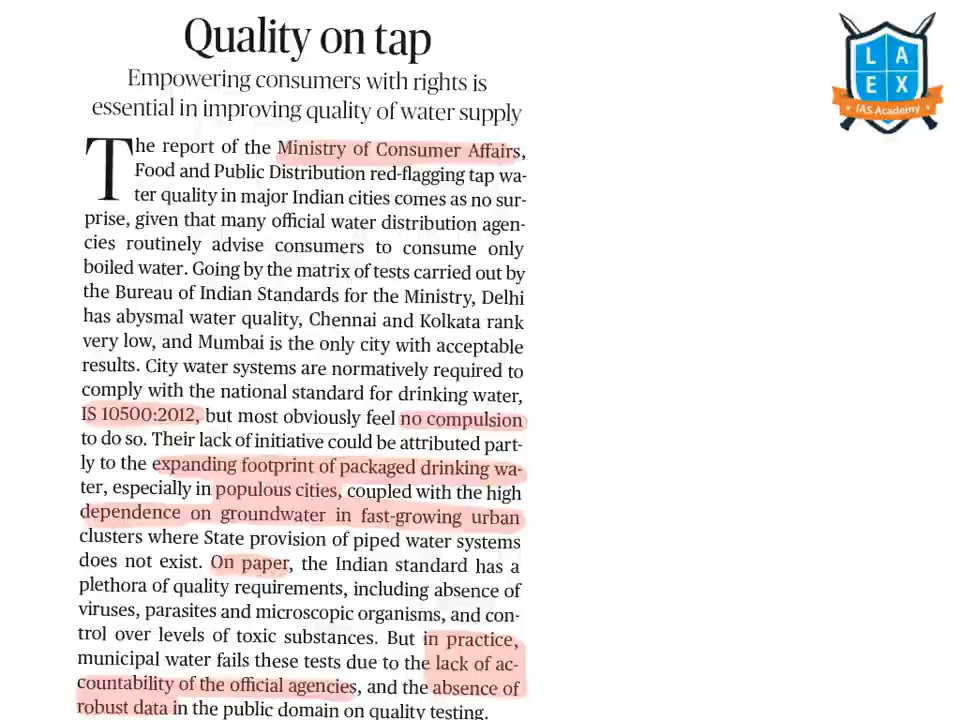 Quality on tap
Empowering consumers with rights is
essential in improving quality of water supply
The report of the Ministry of Consumer Affairs,
Food and Public Distribution red-flagging tap wa-
ter quality in major Indian cities comes as no sur-
prise, given that many official water distribution agen-
cies routinely advise consumers to consume only
boiled water. Going by the matrix of tests carried out by
the Bureau of Indian Standards for the Ministry, Delhi
has abysmal water quality, Chennai and Kolkata rank
very low, and Mumbai is the only city with acceptable
results. City water systems are normatively required to
comply with the national standard for drinking water,
IS 10500:2012, but most obviously feel no compulsion
to do so. Their lack of initiative could be attributed part-
ly to the expanding footprint of packaged drinking wa-
ter, especially in populous cities, coupled with the high
dependence on groundwater in fast-growing urban
clusters where State provision of piped water systems
does not exist. On paper, the Indian standard has a
plethora of quality requirements, including absence of
viruses, parasites and microscopic organisms, and con-
trol over levels of toxic substances. But in practice,
municipal water fails these tests due to the lack of ac-
countability of the official agencies, and the absence of
robust data in the public domain on quality testing.
L A
E X
IAS Academy